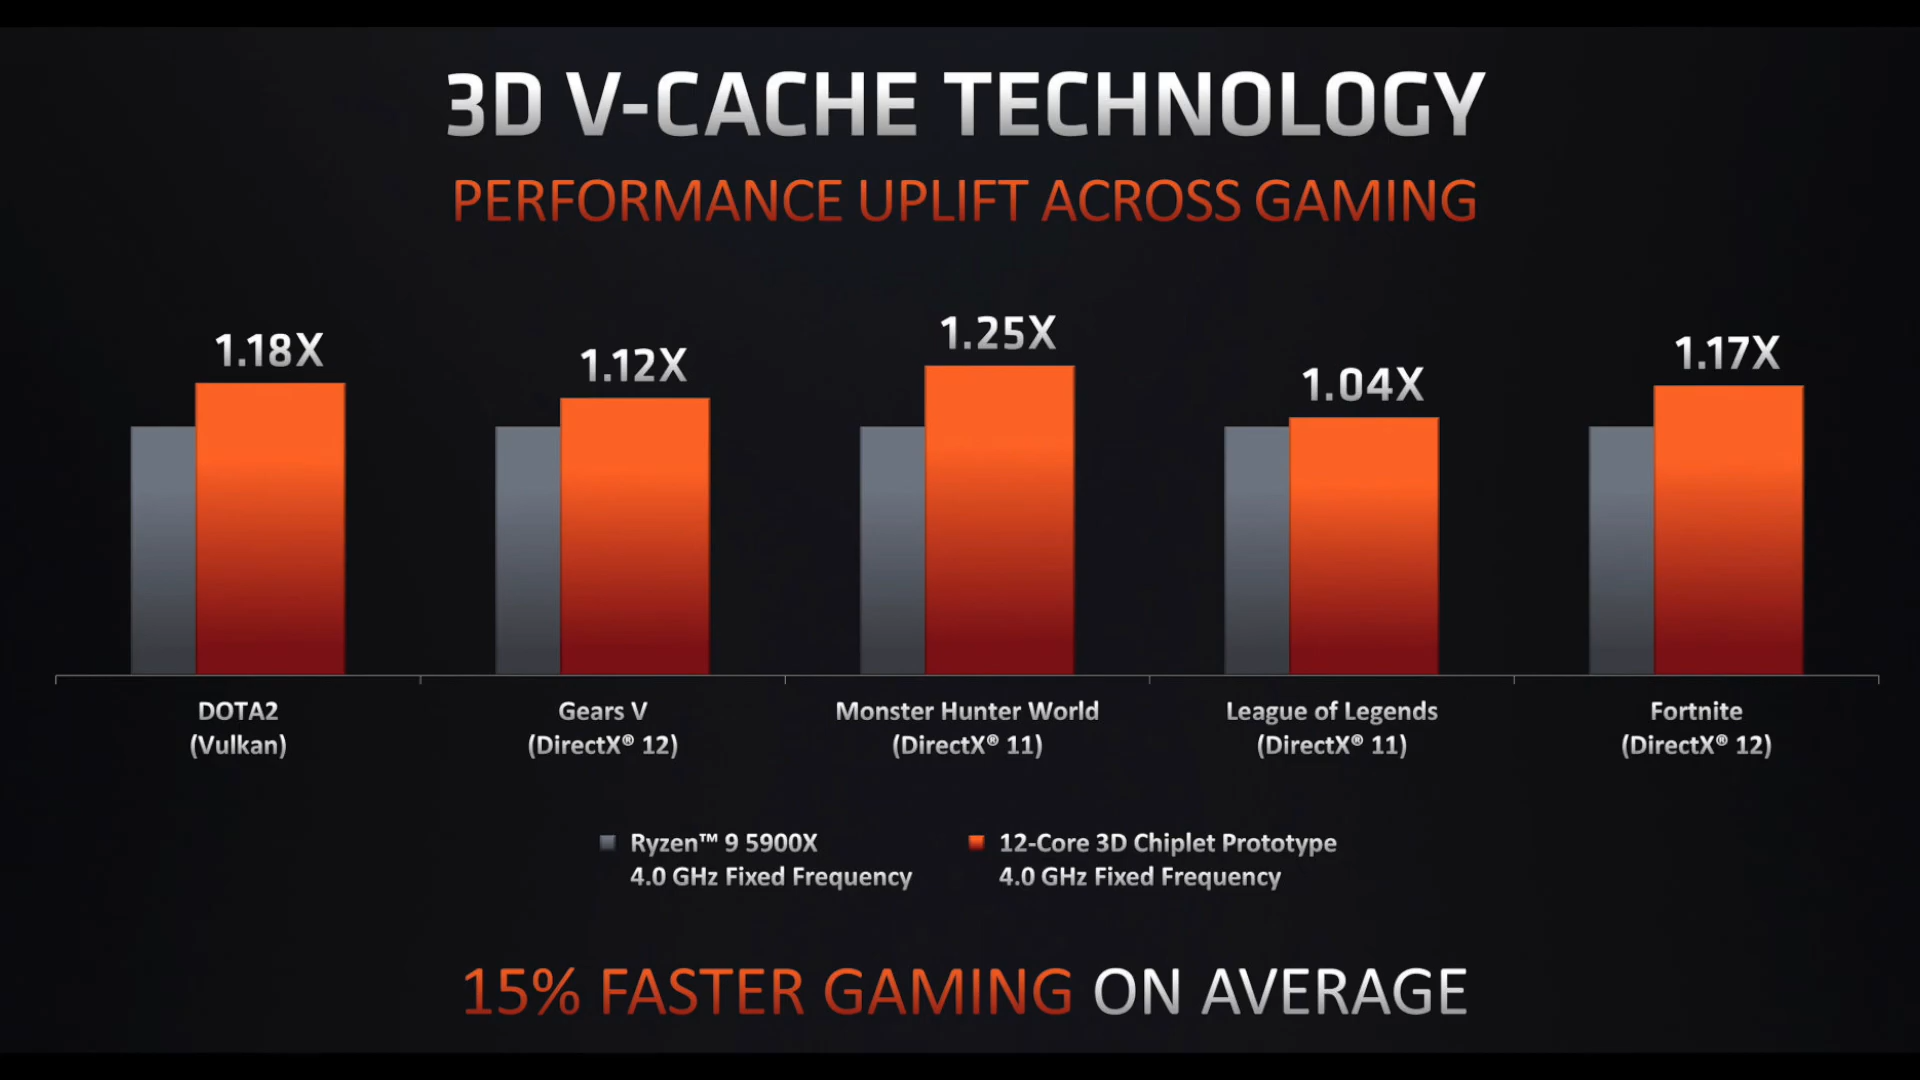 3D V-CACHE TECHNOLOGY
PERFORMANCE UPLIFT ACROSS GAMING
1.18X
1.12X
1.25X
1.04X
1.17X
DOTA2
(Vulkan)
Gears V
(DirectX® 12)
Monster Hunter World
(DirectX® 11)
League of Legends
(DirectX® 11)
Fortnite
(DirectX® 12)
Ryzen™ 9 5900X
4.0 GHz Fixed Frequency
12-Core 3D Chiplet Prototype
4.0 GHz Fixed Frequency
15% FASTER GAMING ON AVERAGE